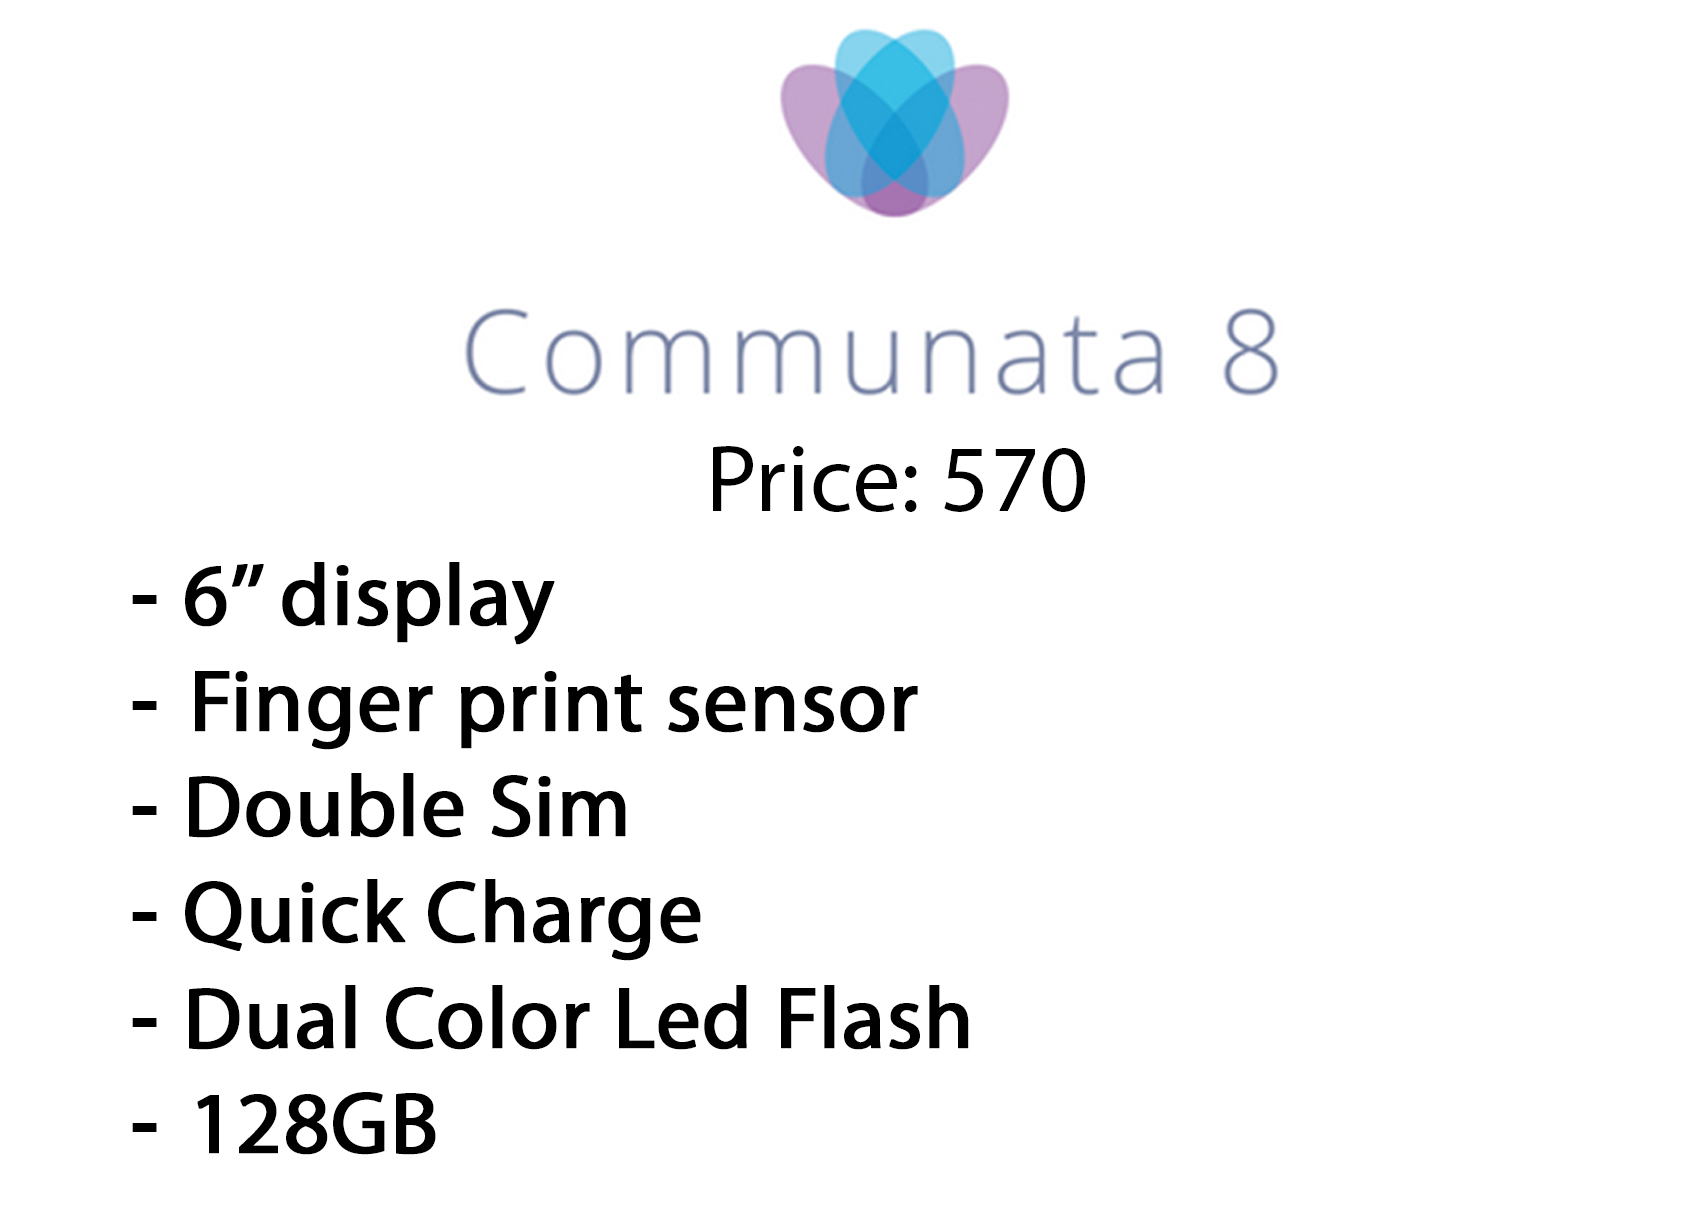 Communata 8
Price: 570
- 6” display
- Finger print sensor
- Double Sim
- Quick Charge
- Dual Color Led Flash
- 128GB